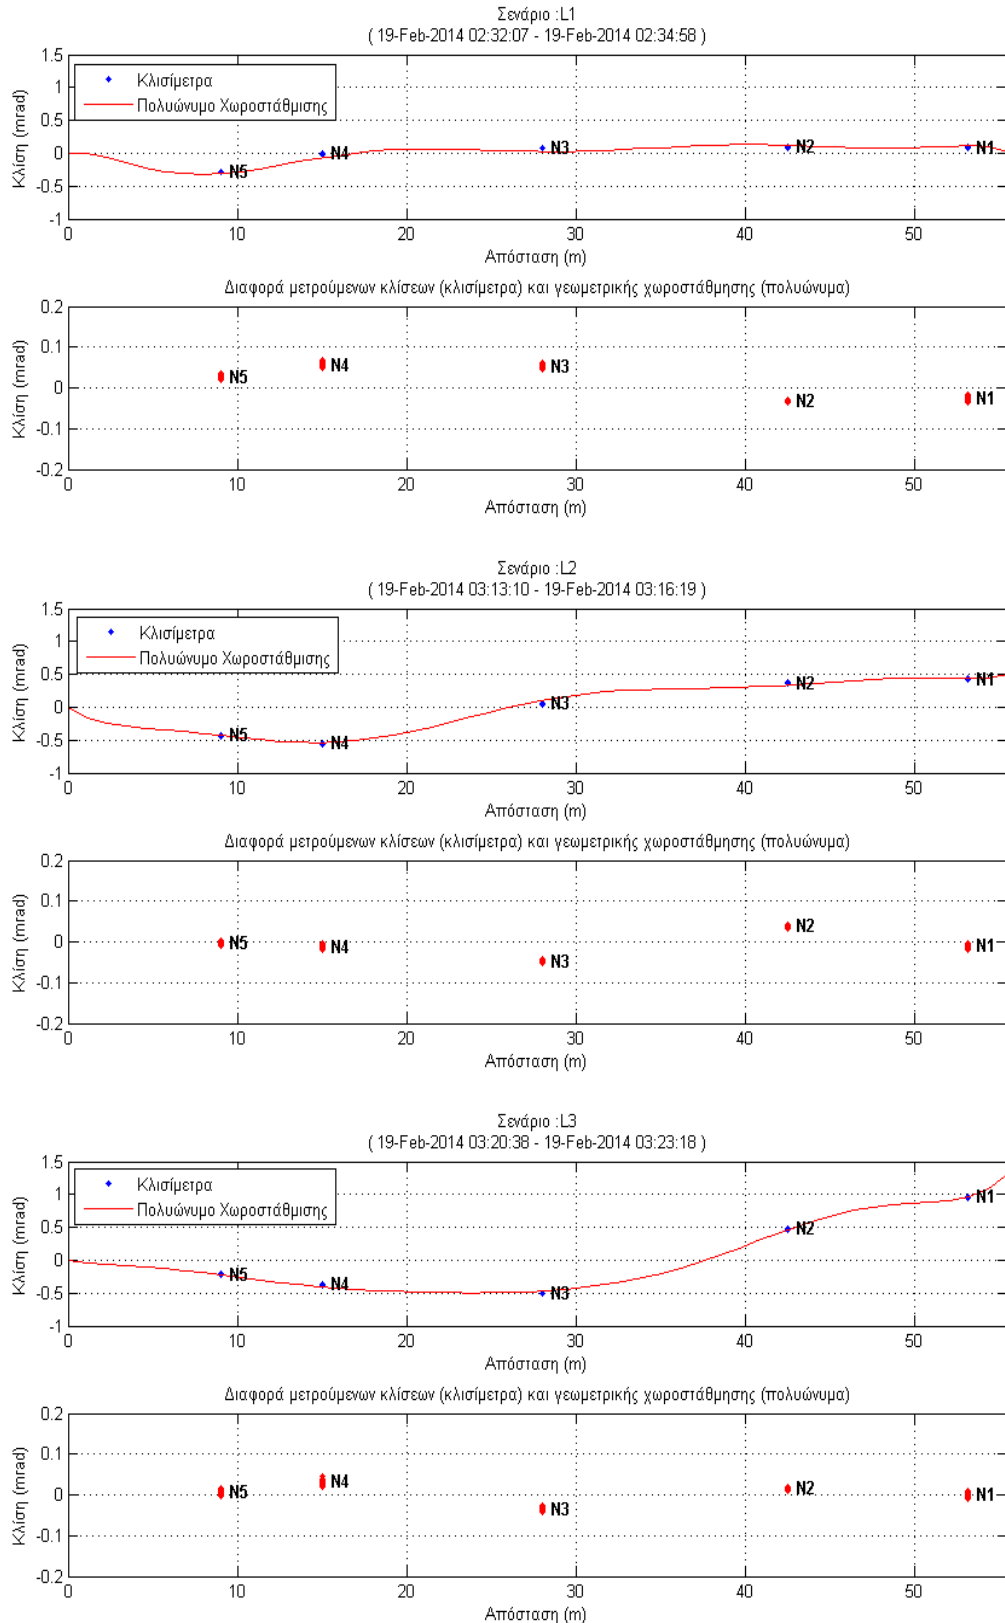 Σενάριο :L1
( 19-Feb-2014 02:32:07 - 19-Feb-2014 02:34:58 )
Κλίση (mrad)
1.5
1
0.5
0
-0.5
-1
Κλισίμετρα
Πολυώνυμο Χωροστάθμισης
N5
N4
N3
N2
N1
0 10 20 30 40 50
Απόσταση (m)
Διαφορά μετρούμενων κλίσεων (κλισίμετρα) και γεωμετρικής χωροστάθμησης (πολυώνυμα)
Κλίση (mrad)
0.2
0.1
0
-0.1
-0.2
N5
N4
N3
N2
N1
0 10 20 30 40 50
Απόσταση (m)
Σενάριο :L2
( 19-Feb-2014 03:13:10 - 19-Feb-2014 03:16:19 )
Κλίση (mrad)
1.5
1
0.5
0
-0.5
-1
Κλισίμετρα
Πολυώνυμο Χωροστάθμισης
N5
N4
N3
N2
N1
0 10 20 30 40 50
Απόσταση (m)
Διαφορά μετρούμενων κλίσεων (κλισίμετρα) και γεωμετρικής χωροστάθμησης (πολυώνυμα)
Κλίση (mrad)
0.2
0.1
0
-0.1
-0.2
N5
N4
N3
N2
N1
0 10 20 30 40 50
Απόσταση (m)
Σενάριο :L3
( 19-Feb-2014 03:20:38 - 19-Feb-2014 03:23:18 )
Κλίση (mrad)
1.5
1
0.5
0
-0.5
-1
Κλισίμετρα
Πολυώνυμο Χωροστάθμισης
N5
N4
N3
N2
N1
0 10 20 30 40 50
Απόσταση (m)
Διαφορά μετρούμενων κλίσεων (κλισίμετρα) και γεωμετρικής χωροστάθμησης (πολυώνυμα)
Κλίση (mrad)
0.2
0.1
0
-0.1
-0.2
N5
N4
N3
N2
N1
0 10 20 30 40 50
Απόσταση (m)